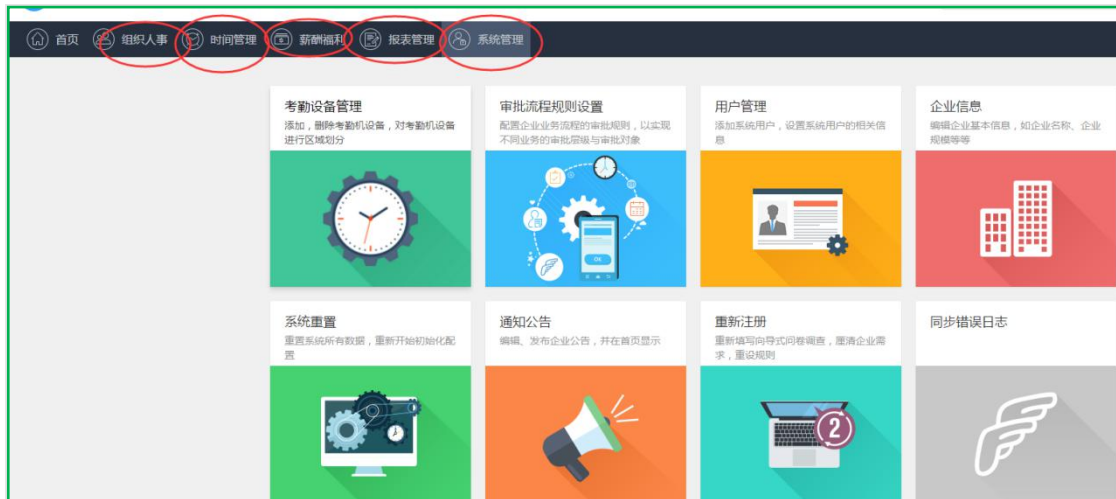 首页 组织人事 时间管理 薪酬福利 报表管理 系统管理
考勤设备管理
添加，删除考勤机设备，对考勤机设备
进行区域划分
审批流程规则设置
配置企业业务流程的审批规则，以实现
不同业务的审批层级与审批对象
用户管理
添加系统用户，设置系统用户的相关信
息
企业信息
编辑企业基本信息，如企业名称、企业
规模等等
OK
系统重置
重置系统所有数据，重新开始初始化配
置
通知公告
编辑、发布企业公告，并在首页显示
重新注册
重新填写向导式问卷调查，厘清企业需
求，重设规则
同步错误日志
2